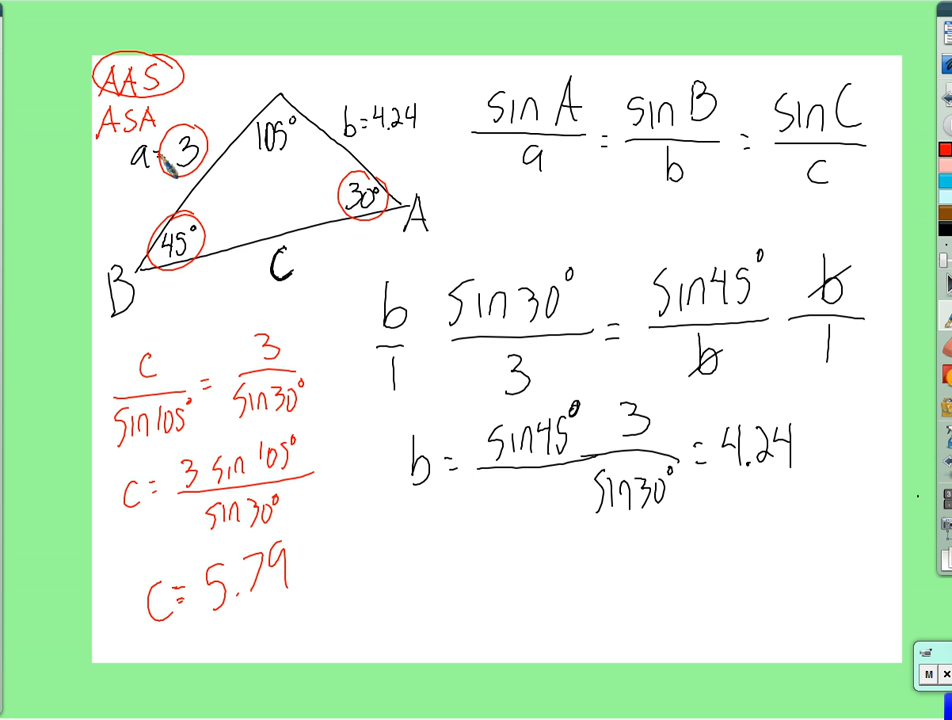 AAS
ASA
a = 3
105°
b = 4.24
30°
A
45°
B
C
sin A / a = sin B / b = sin C / c
b / 1 sin 30° / 3 = sin 45° / b b / 1
b = sin 45° 3 / sin 30° = 4.24
c / sin 105° = 3 / sin 30°
c = 3 sin 105° / sin 30°
c = 5.79
M